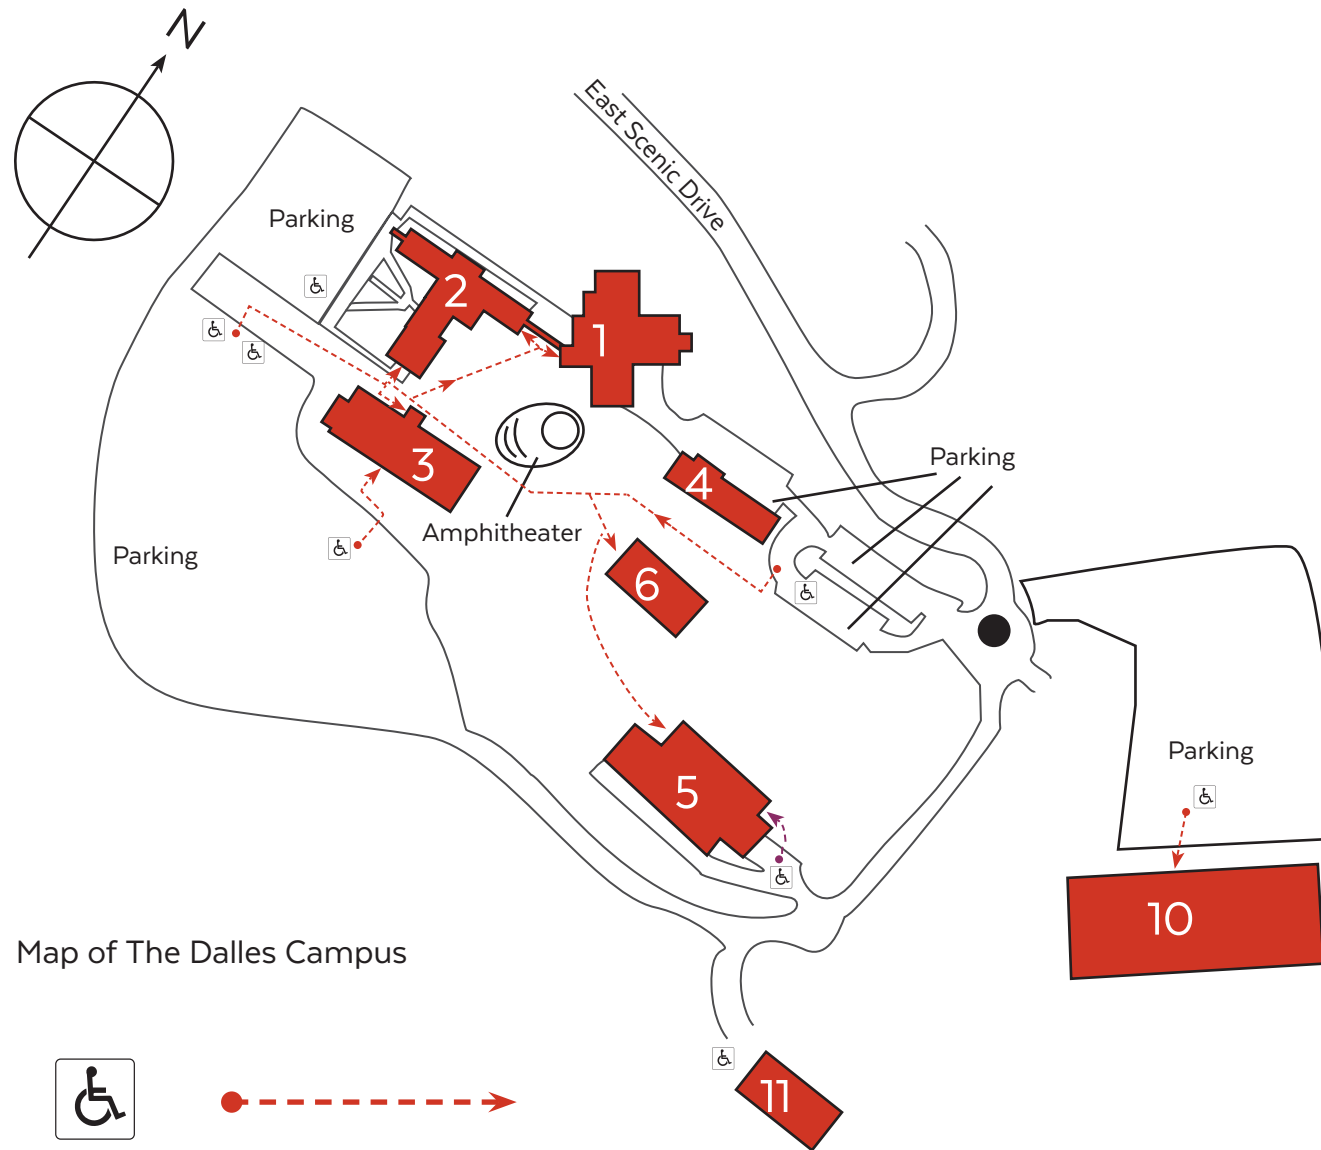 N
East Scenic Drive
Parking
2
1
3
Amphitheater
4
Parking
Parking
6
5
Parking
10
Map of The Dalles Campus
11